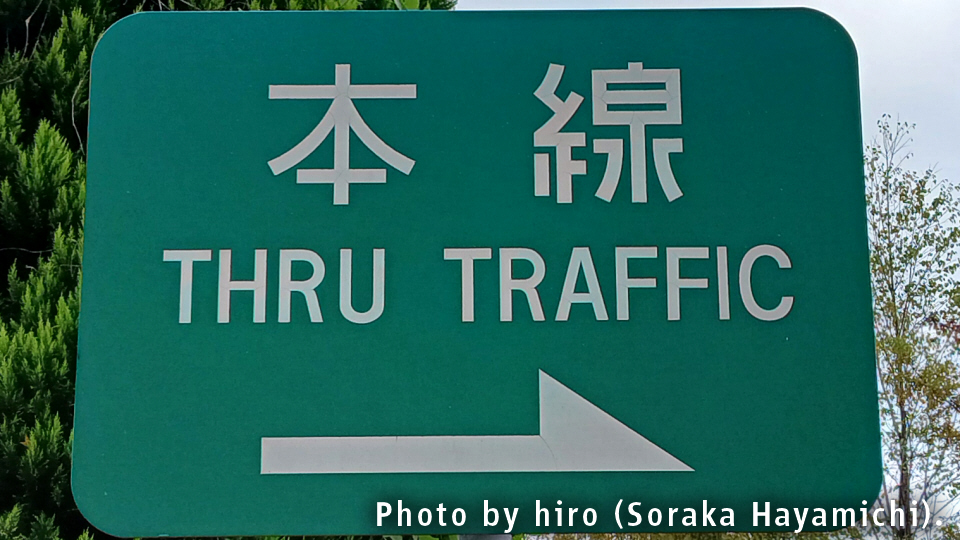 本線
THRU TRAFFIC
Photo by hiro (Soraka Hayamichi).